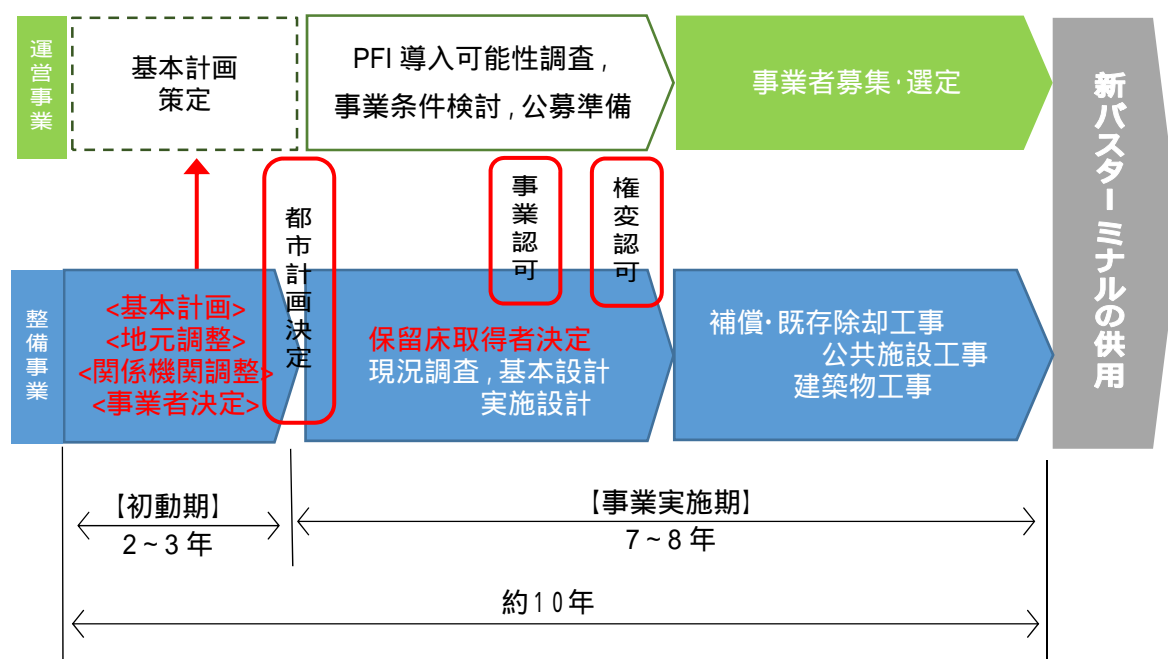 運営事業
基本計画
策定
PFI 導入可能性調査 ,
事業条件検討 , 公募準備
事業者募集・選定
新バスターミナルの供用
都市計画決定
事業認可
権変認可
整備事業
<基本計画>
<地元調整>
<関係機関調整>
<事業者決定>
保留床取得者決定
現況調査 , 基本設計
実施設計
補償・既存除却工事
公共施設工事
建築物工事
【初動期】
2~3 年
【事業実施期】
7~8 年
約10年